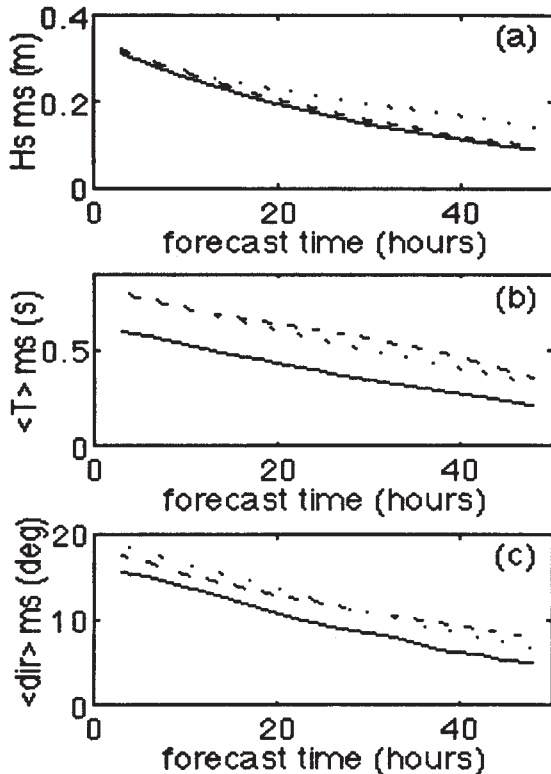 0.4
(a)
0.2
Hs ms (m)
0
0 20 40
forecast time (hours)
(b)
0.5
<T> ms (s)
0
0 20 40
forecast time (hours)
20
(c)
10
<dir> ms (deg)
0
0 20 40
forecast time (hours)